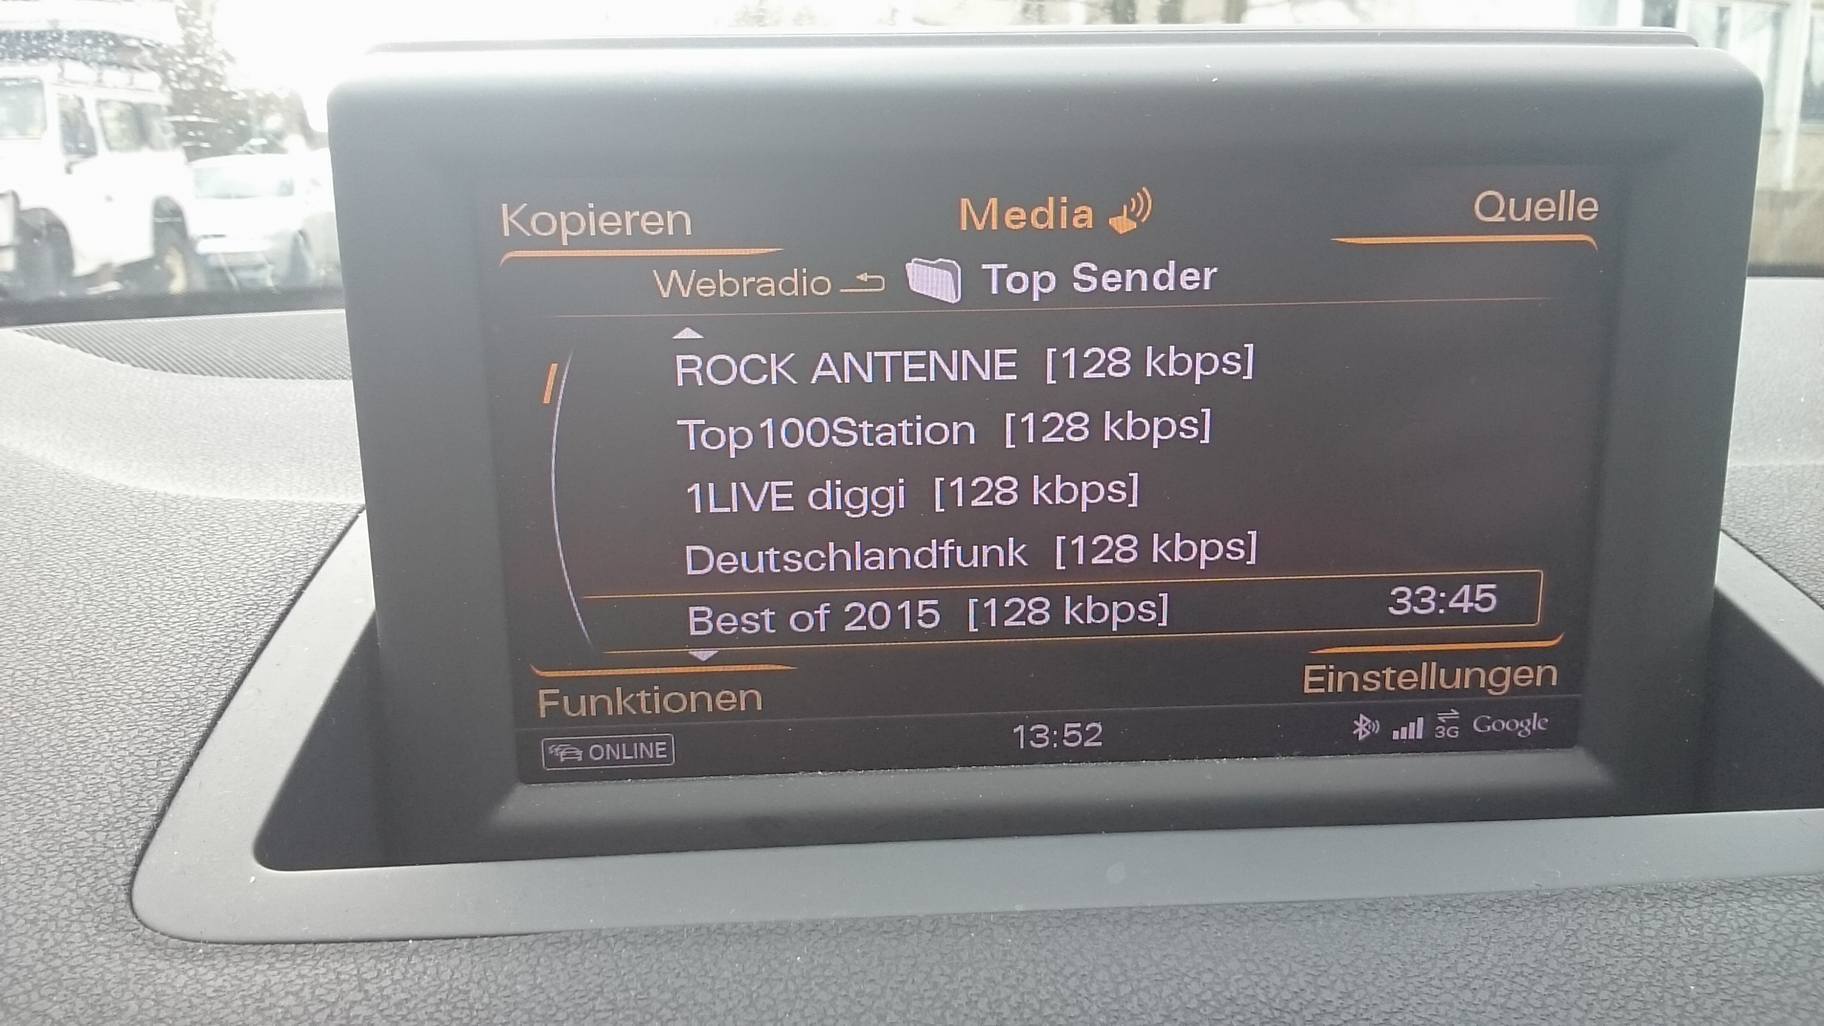 Kopieren Media Quelle
Webradio Top Sender
ROCK ANTENNE [128 kbps]
Top100Station [128 kbps]
1LIVE diggi [128 kbps]
Deutschlandfunk [128 kbps]
Best of 2015 [128 kbps] 33:45
Funktionen Einstellungen
ONLINE 13:52 3G Google